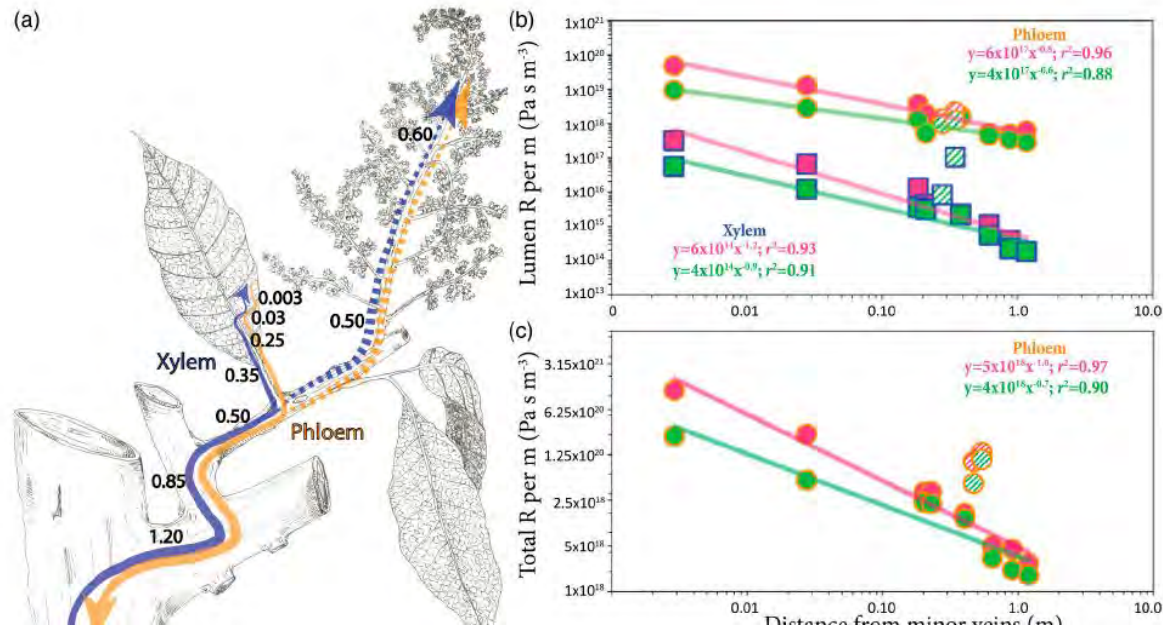 (a)
0.60
0.003
0.03
0.50
0.25
Xylem
0.35
0.50
Phloem
0.85
1.20
(b)
Lumen R per m (Pa s m⁻³)
1x10²¹
1x10²⁰
1x10¹⁹
1x10¹⁸
1x10¹⁷
1x10¹⁶
1x10¹⁵
1x10¹⁴
1x10¹³
Phloem
y=6x10¹⁷x⁻⁰·⁸; r²=0.96
y=4x10¹⁷x⁻⁰·⁶; r²=0.88
Xylem
y=6x10¹⁴x⁻¹·²; r²=0.93
y=4x10¹⁴x⁻⁰·⁹; r²=0.91
0 0.01 0.10 1.0 10.0
(c)
Total R per m (Pa s m⁻³)
3.15x10²¹
6.25x10²⁰
1.25x10²⁰
2.5x10¹⁸
5x10¹⁸
1x10¹⁸
Phloem
y=5x10¹⁸x⁻¹·⁰; r²=0.97
y=4x10¹⁸x⁻⁰·⁷; r²=0.90
0.01 0.10 1.0 10.0
Distance from minor veins (m)